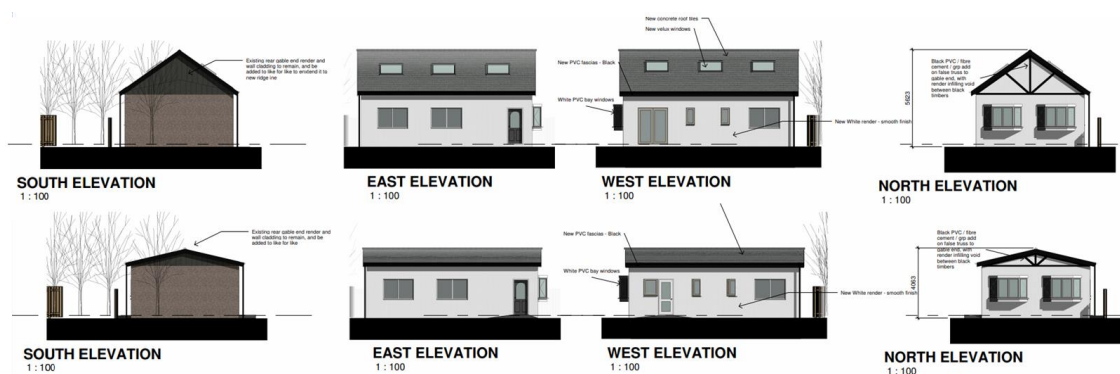 New concrete roof tiles
New velux windows
Existing rear gable end render and
wall cladding to remain, and be
added to like for like to endend it to
new ridge ine
New PVC fascias - Black
White PVC bay windows
New White render - smooth finish
Black PVC / fibre
cement / grp add
on false truss to
gable end, with
render infilling void
between black
timbers
5623
SOUTH ELEVATION
1 : 100
EAST ELEVATION
1 : 100
WEST ELEVATION
1 : 100
NORTH ELEVATION
1 : 100
Existing rear gable end render and
wall cladding to remain, and be
added to like for like
New PVC fascias - Black
White PVC bay windows
New White render - smooth finish
Black PVC / fibre
cement / grp add
on false truss to
gable end, with
render infilling void
between black
timbers
4063
SOUTH ELEVATION
1 : 100
EAST ELEVATION
1 : 100
WEST ELEVATION
1 : 100
NORTH ELEVATION
1 : 100